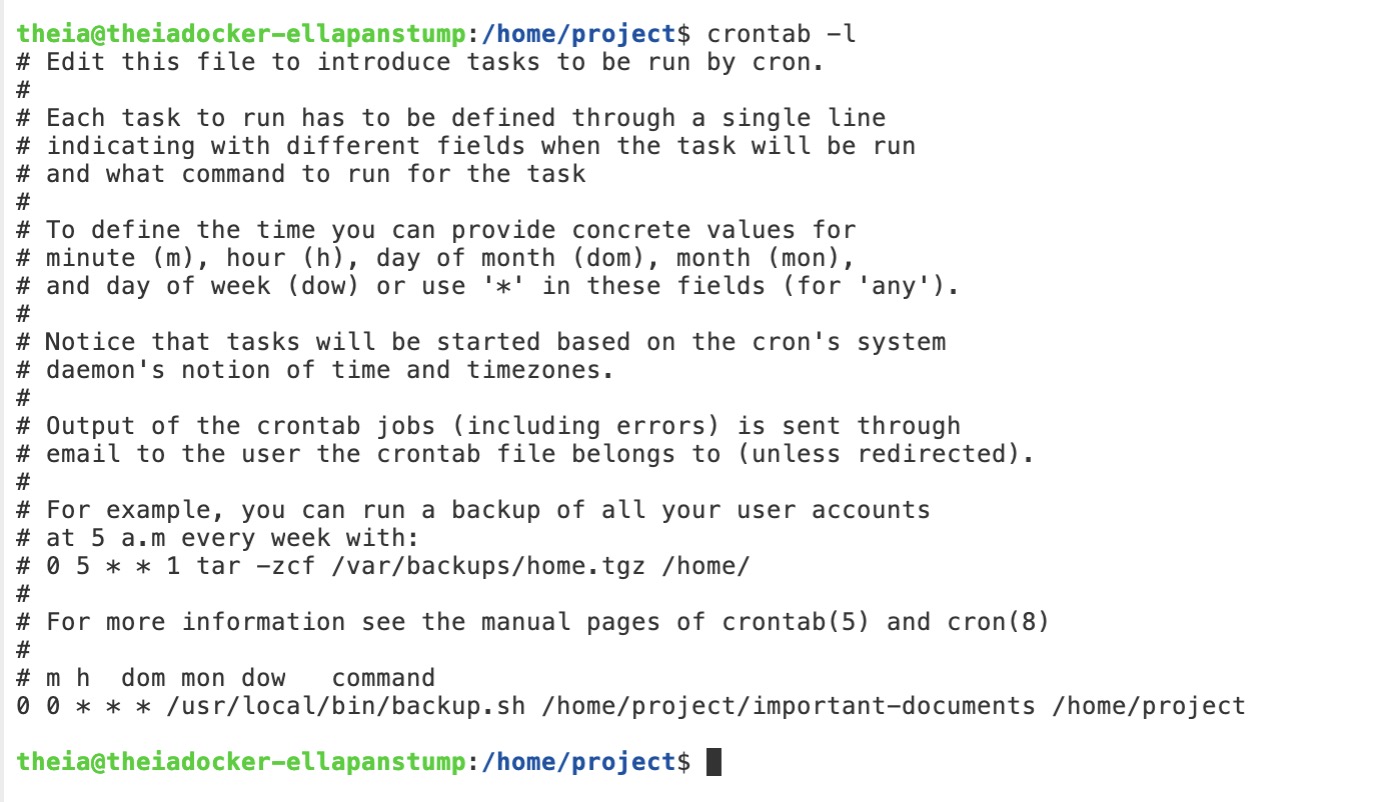 theia@theiadocker-ellapanstump:/home/project$ crontab -l
# Edit this file to introduce tasks to be run by cron.
#
# Each task to run has to be defined through a single line
# indicating with different fields when the task will be run
# and what command to run for the task
#
# To define the time you can provide concrete values for
# minute (m), hour (h), day of month (dom), month (mon),
# and day of week (dow) or use '*' in these fields (for 'any').
#
# Notice that tasks will be started based on the cron's system
# daemon's notion of time and timezones.
#
# Output of the crontab jobs (including errors) is sent through
# email to the user the crontab file belongs to (unless redirected).
#
# For example, you can run a backup of all your user accounts
# at 5 a.m every week with:
# 0 5 * * 1 tar -zcf /var/backups/home.tgz /home/
#
# For more information see the manual pages of crontab(5) and cron(8)
#
# m h  dom mon dow   command
0 0 * * * /usr/local/bin/backup.sh /home/project/important-documents /home/project
theia@theiadocker-ellapanstump:/home/project$